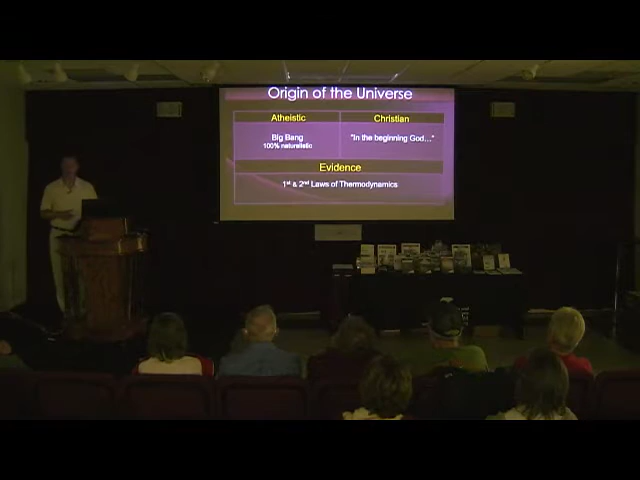 Origin of the Universe
Atheistic
Christian
Big Bang
100% naturalistic
"In the beginning God…"
Evidence
1st & 2nd Laws of Thermodynamics